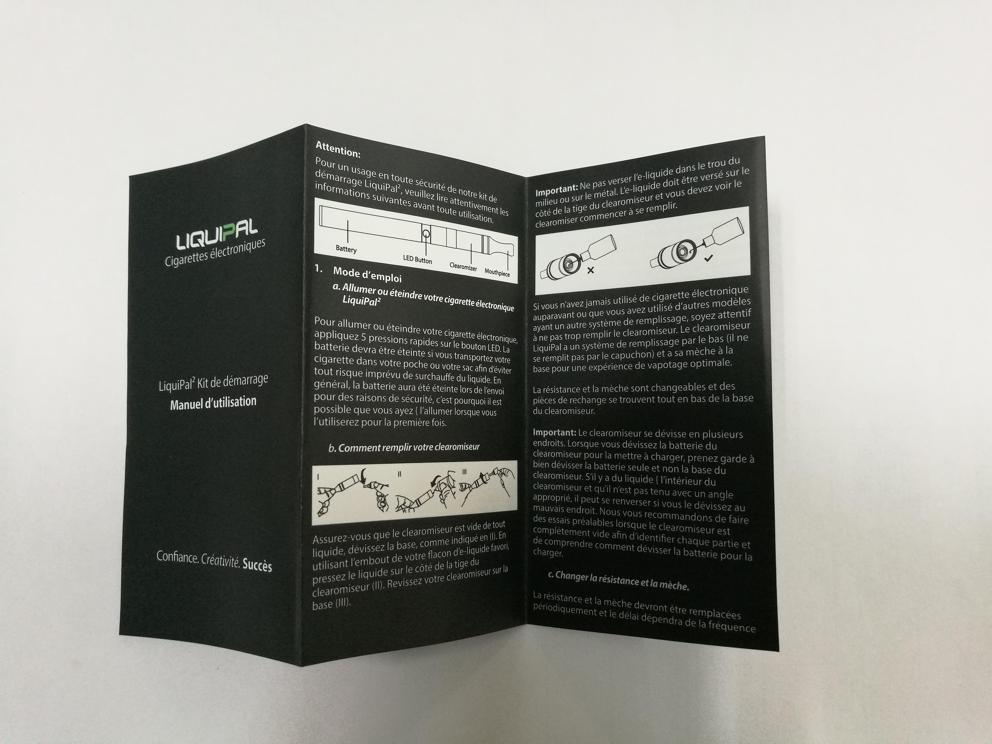 LIQUIPAL
Cigarettes électroniques
LiquiPal² Kit de démarrage
Manuel d'utilisation
Confiance. Créativité. Succès
Attention:
Pour un usage en toute sécurité de notre kit de
démarrage LiquiPal², veuillez lire attentivement les
informations suivantes avant toute utilisation.
Battery
LED Button
Clearomizer
Mouthpiece
1. Mode d'emploi
a. Allumer ou éteindre votre cigarette électronique
LiquiPal²
Pour allumer ou éteindre votre cigarette électronique,
appliquez 5 pressions rapides sur le bouton LED. La
batterie devra être éteinte si vous transportez votre
cigarette dans votre poche ou votre sac afin d'éviter
tout risque imprévu de surchauffe du liquide. En
général, la batterie aura été éteinte lors de l'envoi
pour des raisons de sécurité, c'est pourquoi il est
possible que vous ayez ( l'allumer lorsque vous
l'utiliserez pour la première fois.
b. Comment remplir votre clearomiseur
I
II
III
Assurez-vous que le clearomiseur est vide de tout
liquide, dévissez la base, comme indiqué en (I). En
utilisant l'embout de votre flacon d'e-liquide favori,
pressez le liquide sur le côté de la tige du
clearomiseur (II). Revissez votre clearomiseur sur la
base (III).
Important: Ne pas verser l'e-liquide dans le trou du
milieu ou sur le métal. L'e-liquide doit être versé sur le
côté de la tige du clearomiseur et vous devez voir le
clearomiser commencer à se remplir.
Si vous n'avez jamais utilisé de cigarette électronique
auparavant ou que vous avez utilisé d'autres modèles
ayant un autre système de remplissage, soyez attentif
à ne pas trop remplir le clearomiseur. Le clearomiseur
LiquiPal a un système de remplissage par le bas (il ne
se remplit pas par le capuchon) et a sa mèche à la
base pour une expérience de vapotage optimale.
La résistance et la mèche sont changeables et des
pièces de rechange se trouvent tout en bas de la base
du clearomiseur.
Important: Le clearomiseur se dévisse en plusieurs
endroits. Lorsque vous dévissez la batterie du
clearomiseur pour la mettre à charger, prenez garde à
bien dévisser la batterie seule et non la base du
clearomiseur. S'il y a du liquide ( l'intérieur du
clearomiseur et qu'il n'est pas tenu avec un angle
approprié, il peut se renverser si vous le dévissez au
mauvais endroit. Nous vous recommandons de faire
des essais préalables lorsque le clearomiseur est
complètement vide afin d'identifier chaque partie et
de comprendre comment dévisser la batterie pour la
charger.
c. Changer la résistance et la mèche.
La résistance et la mèche devront être remplacées
périodiquement et le délai dépendra de la fréquence